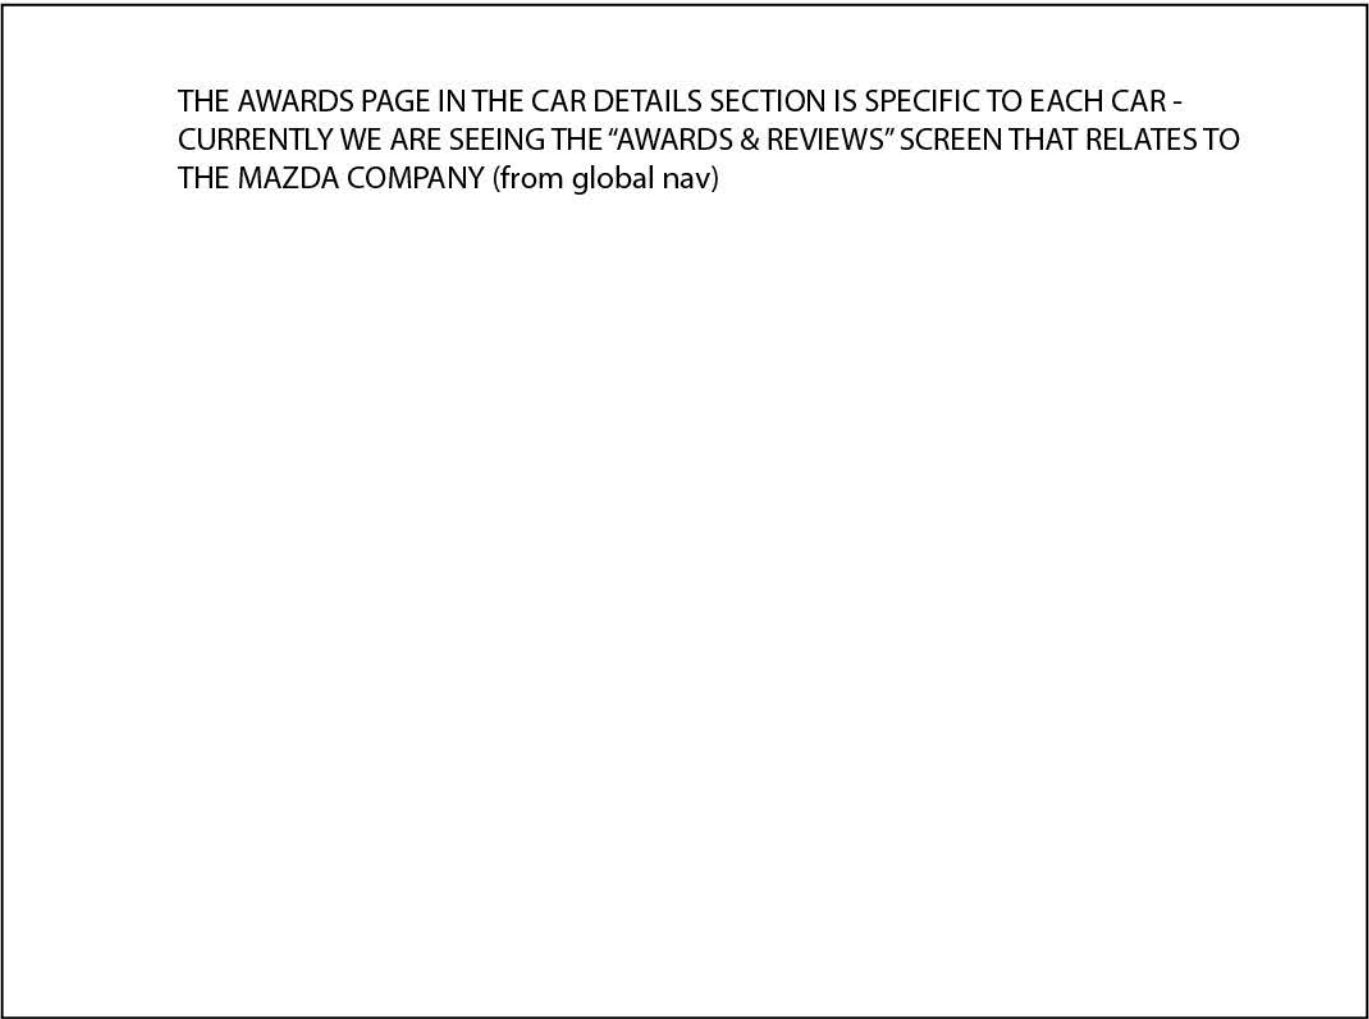 THE AWARDS PAGE IN THE CAR DETAILS SECTION IS SPECIFIC TO EACH CAR -
CURRENTLY WE ARE SEEING THE “AWARDS & REVIEWS” SCREEN THAT RELATES TO
THE MAZDA COMPANY (from global nav)